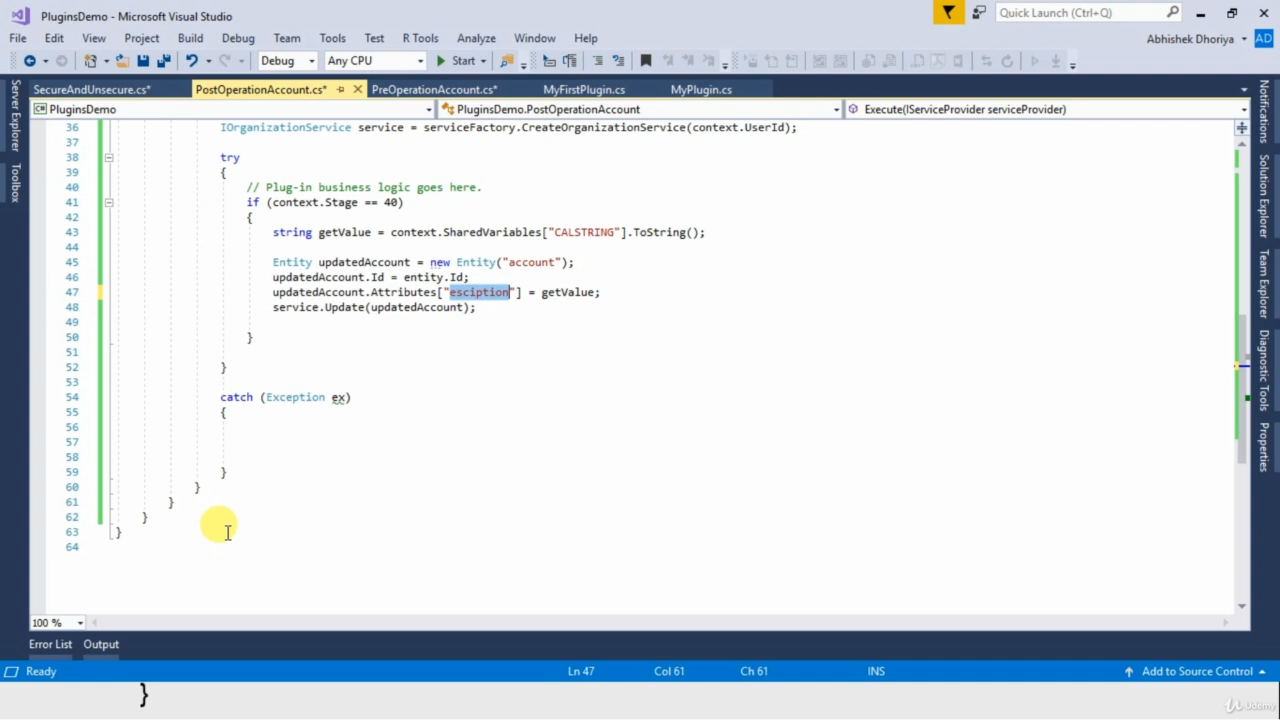 PluginsDemo - Microsoft Visual Studio
Quick Launch (Ctrl+Q)
File Edit View Project Build Debug Team Tools Test R Tools Analyze Window Help
Abhishek Dhoriya AD
Debug Any CPU Start
SecureAndUnsecure.cs* PostOperationAccount.cs* PreOperationAccount.cs* MyFirstPlugin.cs MyPlugin.cs
PluginsDemo PluginsDemo.PostOperationAccount Execute(IServiceProvider serviceProvider)
Server Explorer
Toolbox
36 IOrganizationService service = serviceFactory.CreateOrganizationService(context.UserId);
37
38 try
39 {
40 // Plug-in business logic goes here.
41 if (context.Stage == 40)
42 {
43 string getValue = context.SharedVariables["CALSTRING"].ToString();
44
45 Entity updatedAccount = new Entity("account");
46 updatedAccount.Id = entity.Id;
47 updatedAccount.Attributes["esciption"] = getValue;
48 service.Update(updatedAccount);
49
50 }
51
52 }
53
54 catch (Exception ex)
55 {
56
57
58
59 }
60 }
61 }
62 }
63 }
64
Notifications
Solution Explorer
Team Explorer
Diagnostic Tools
Properties
100 %
Error List Output
Ready Ln 47 Col 61 Ch 61 INS Add to Source Control
}
Udemy